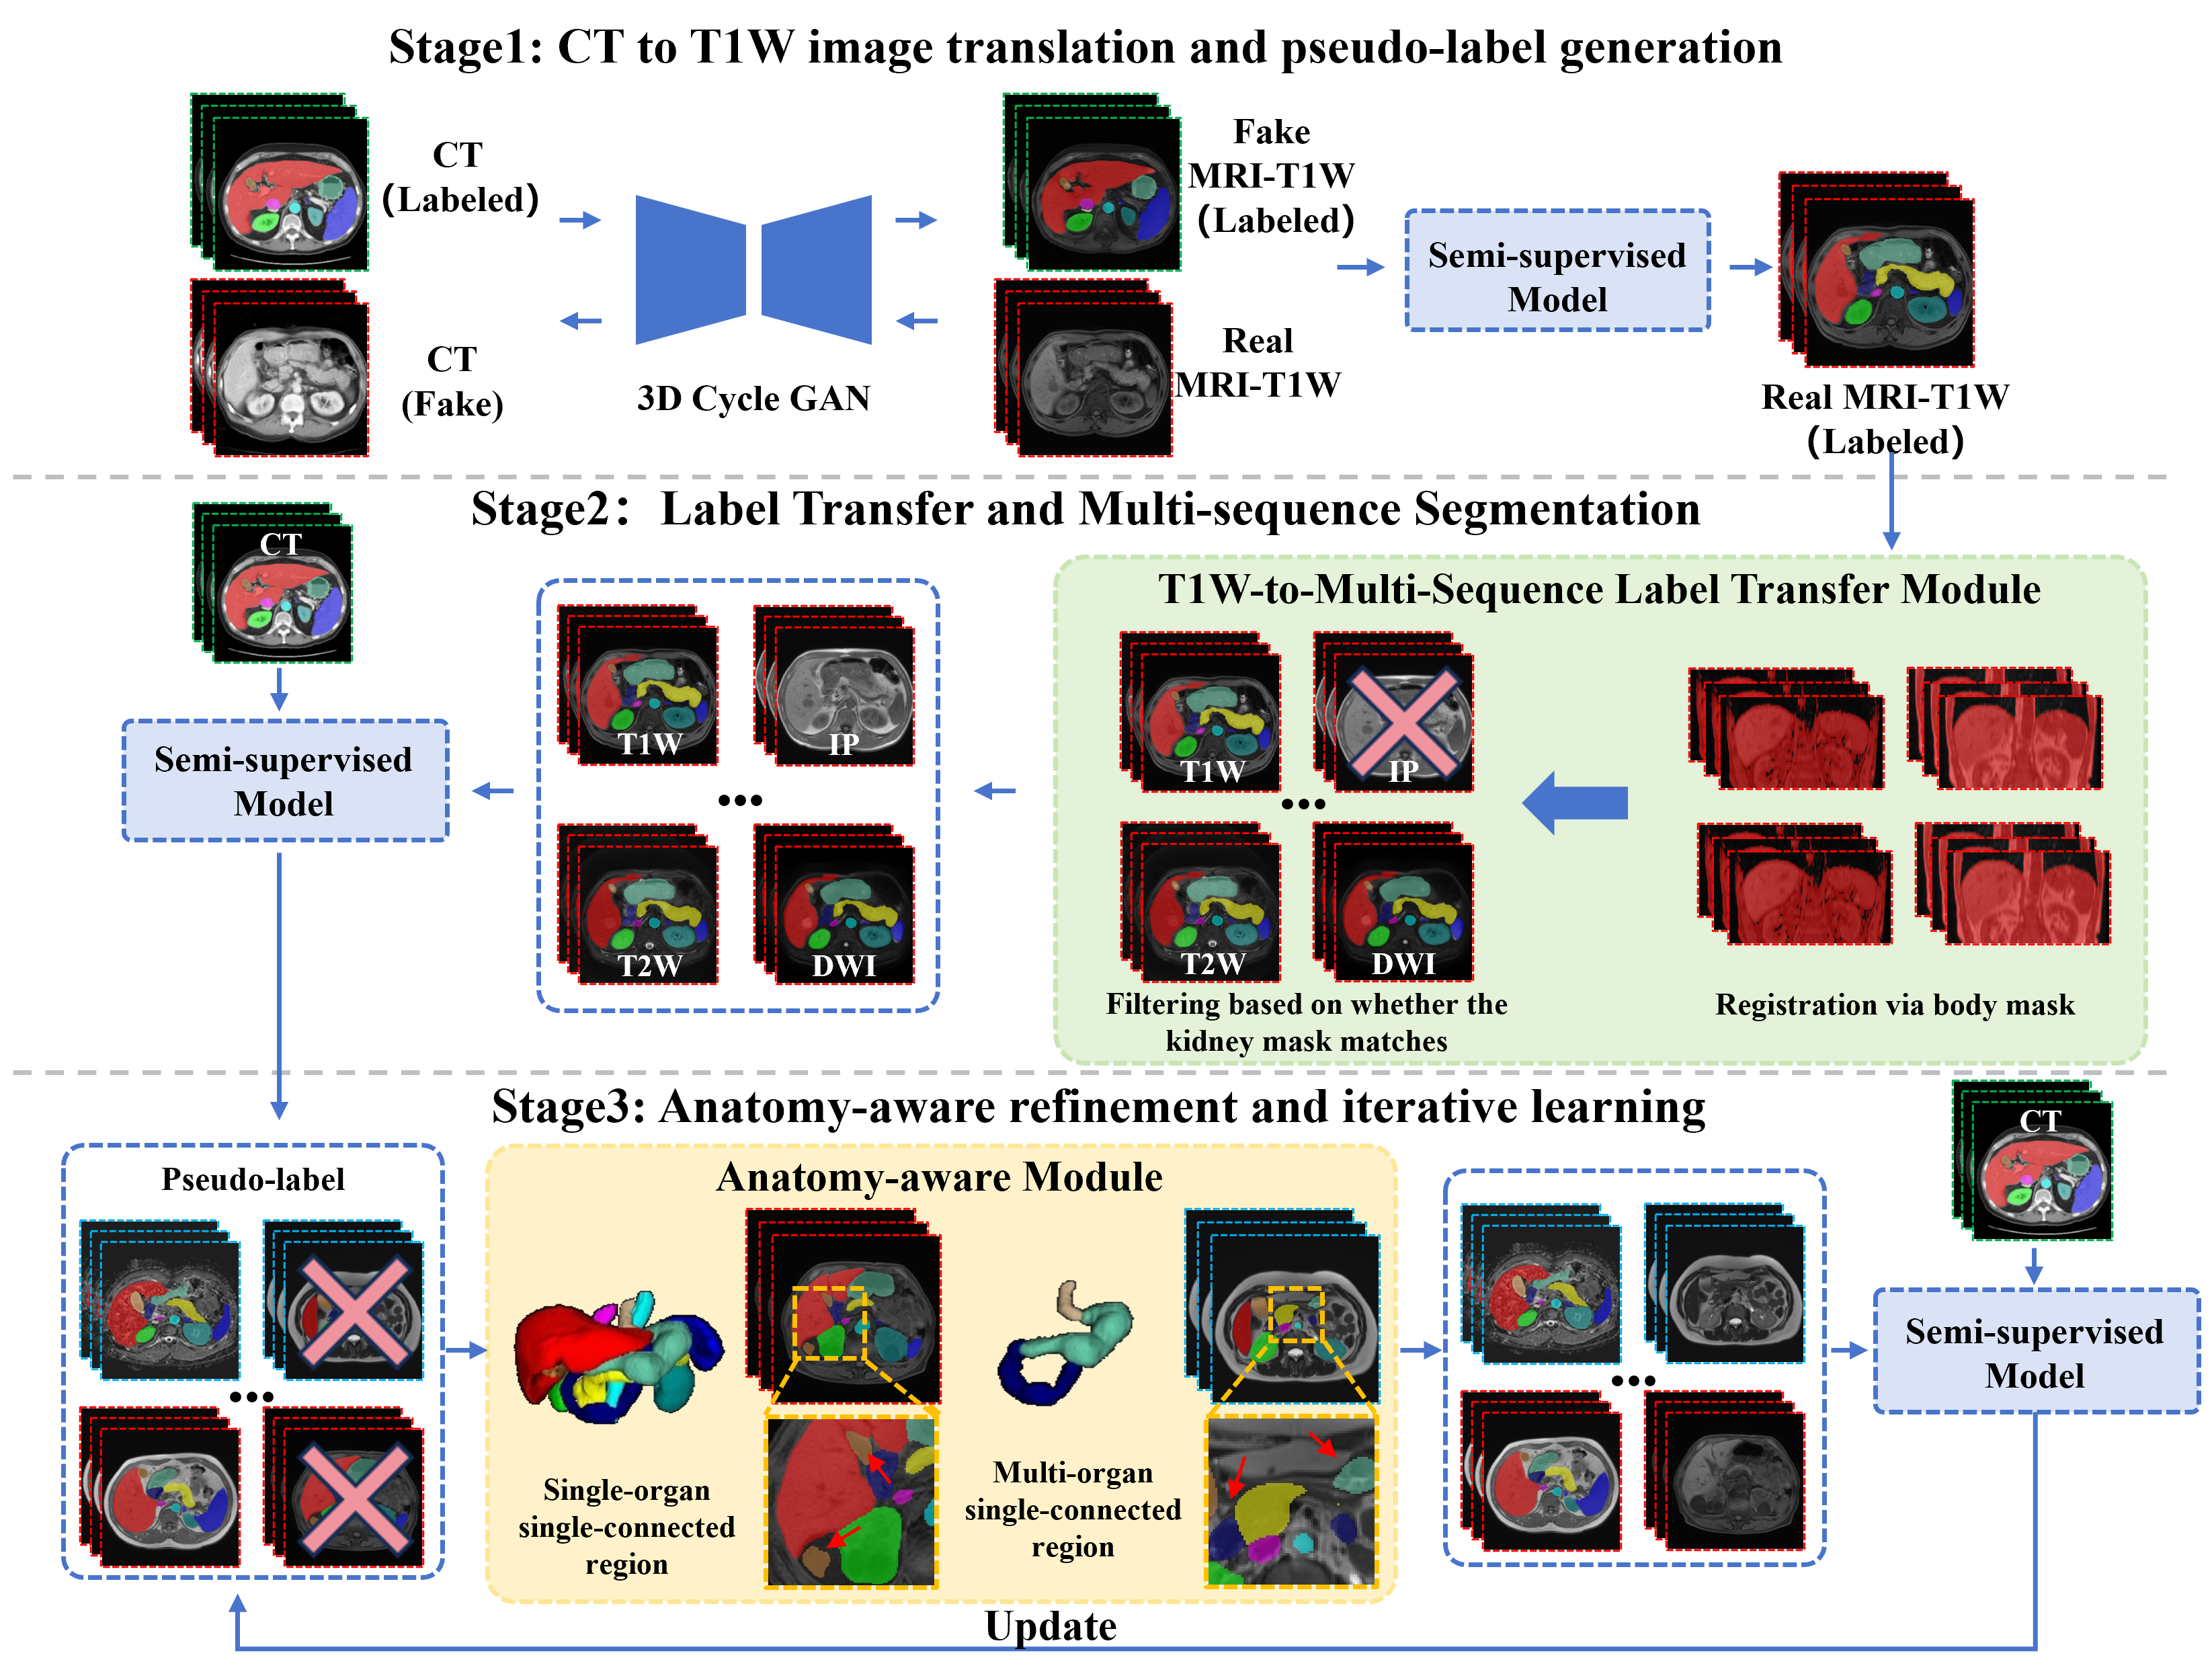 Stage1: CT to T1W image translation and pseudo-label generation
CT
(Labeled)
CT
(Fake)
3D Cycle GAN
Fake
MRI-T1W
(Labeled)
Real
MRI-T1W
Semi-supervised
Model
Real MRI-T1W
(Labeled)
Stage2: Label Transfer and Multi-sequence Segmentation
CT
Semi-supervised
Model
T1W
IP
...
T2W
DWI
T1W-to-Multi-Sequence Label Transfer Module
T1W
IP
...
T2W
DWI
Filtering based on whether the
kidney mask matches
Registration via body mask
Stage3: Anatomy-aware refinement and iterative learning
Pseudo-label
...
Anatomy-aware Module
Single-organ
single-connected
region
Multi-organ
single-connected
region
...
CT
Semi-supervised
Model
Update